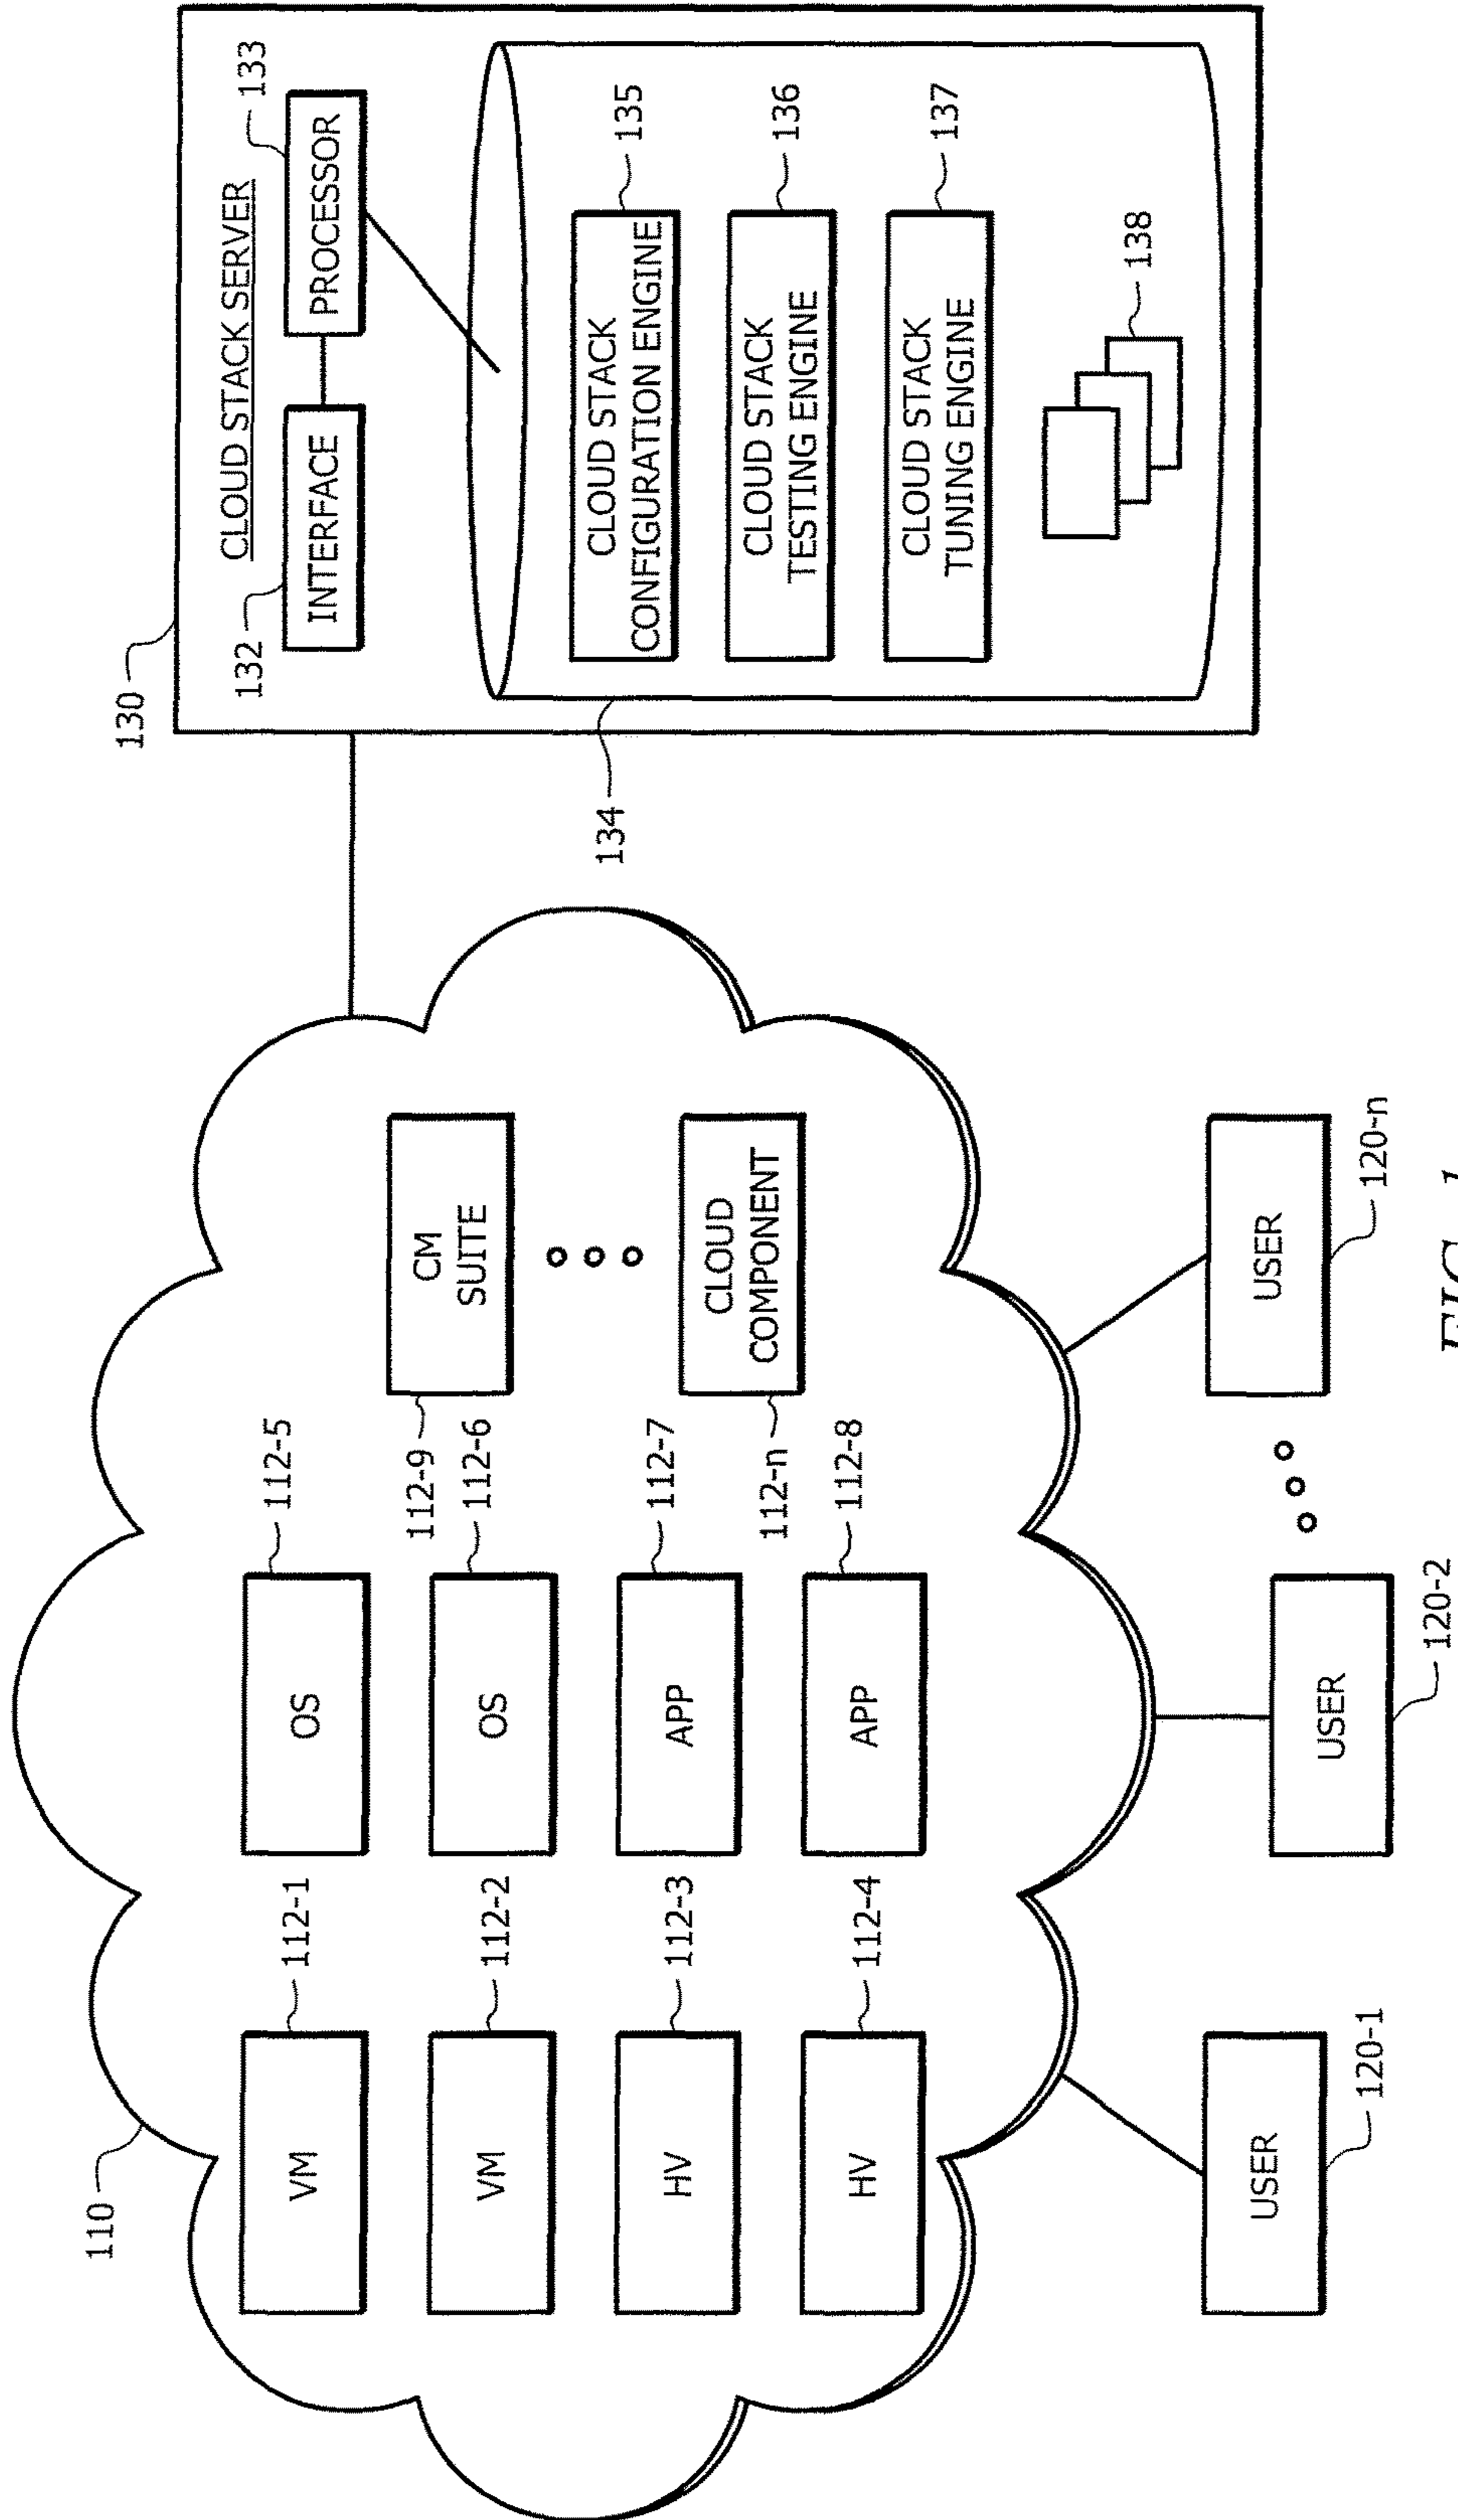 110
VM
112-1
VM
112-2
HV
112-3
HV
112-4
OS
112-5
OS
112-6
APP
112-7
APP
112-8
112-9
CM
SUITE
112-n
CLOUD
COMPONENT
USER
120-1
USER
120-2
USER
120-n
130
CLOUD STACK SERVER
132
INTERFACE
PROCESSOR
133
134
CLOUD STACK
CONFIGURATION ENGINE
135
CLOUD STACK
TESTING ENGINE
136
CLOUD STACK
TUNING ENGINE
137
138
FIG. 1